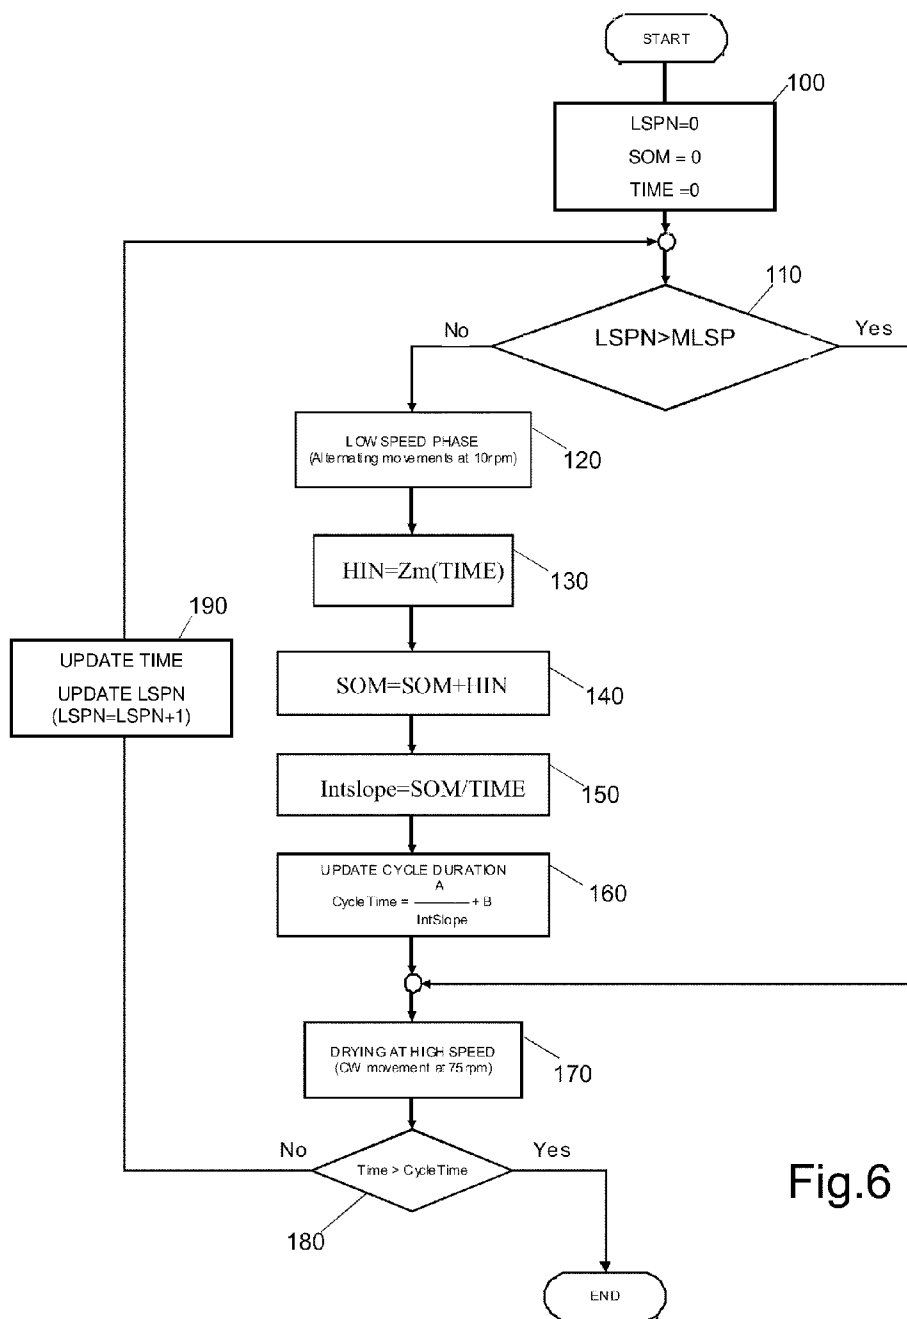 START
100
LSPN=0
SOM = 0
TIME =0
110
LSPN>MLSP
No
Yes
LOW SPEED PHASE
(Alternating movements at 10rpm)
120
HIN=Zm(TIME)
130
190
UPDATE TIME
UPDATE LSPN
(LSPN=LSPN+1)
SOM=SOM+HIN
140
Intslope=SOM/TIME
150
UPDATE CYCLE DURATION
A
CycleTime = ——— + B
IntSlope
160
DRYING AT HIGH SPEED
(CW movement at 75rpm)
170
No
Time > CycleTime
Yes
180
Fig.6
END